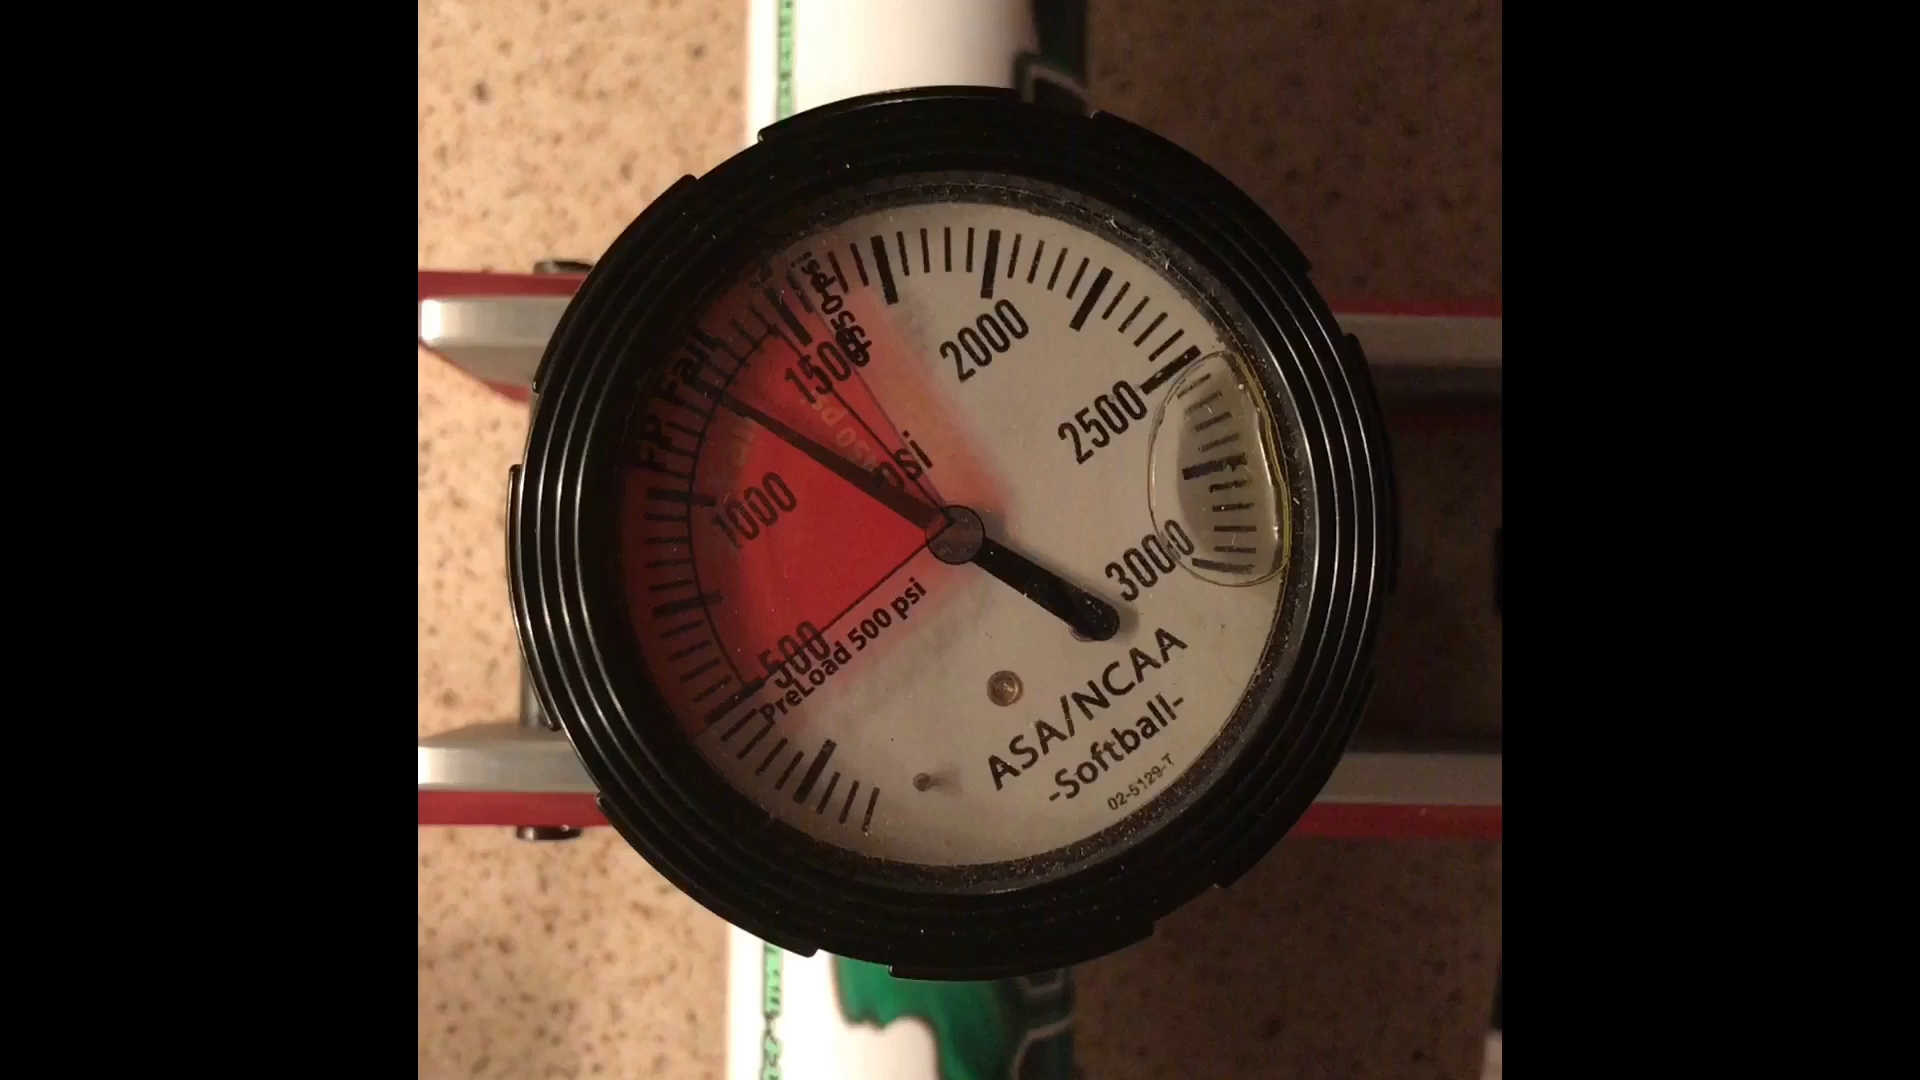 FP Fail
1500
2000
2500
psi
1000
3000
500
PreLoad 500 psi
ASA/NCAA
-Softball-
02-5129-T